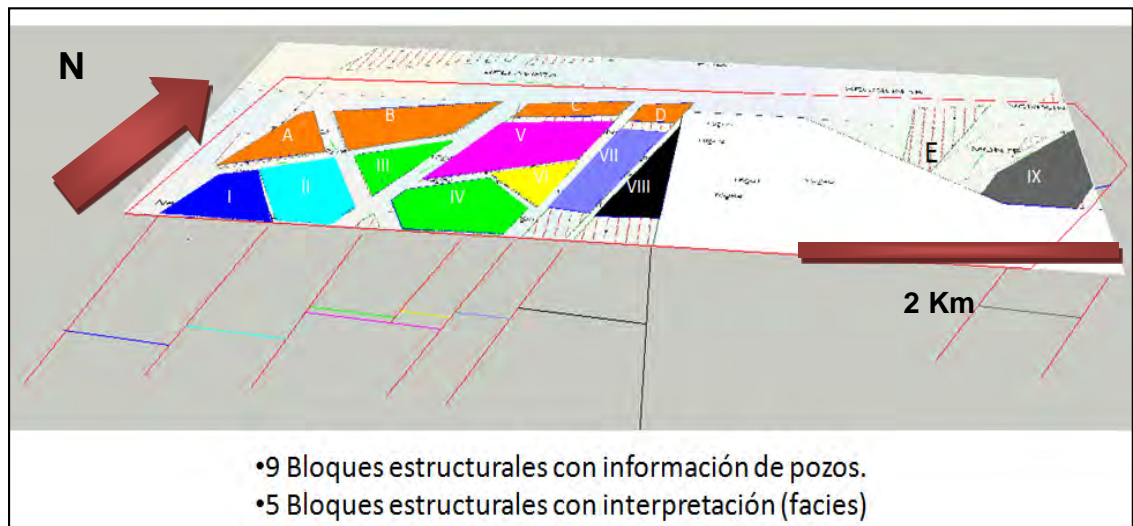 N
A
B
C
D
E
I
II
III
IV
V
VI
VII
VIII
IX
2 Km
•9 Bloques estructurales con información de pozos.
•5 Bloques estructurales con interpretación (facies)